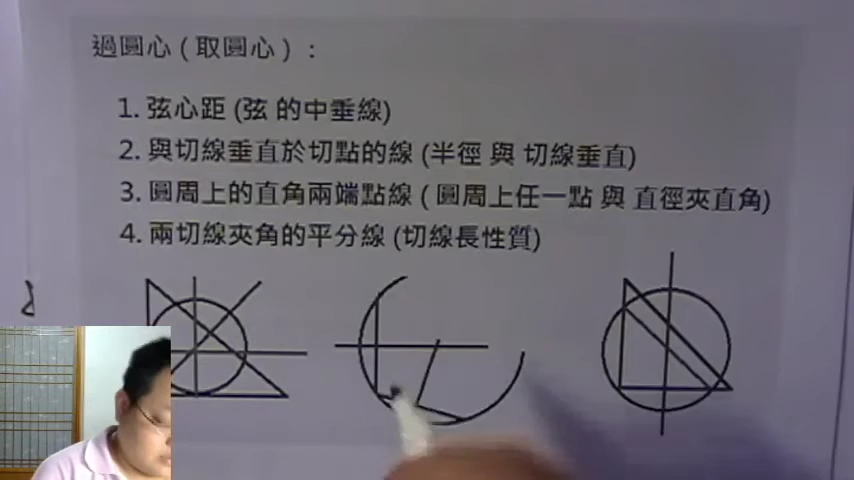 過圓心 ( 取圓心 ) :
1. 弦心距 (弦 的中垂線)
2. 與切線垂直於切點的線 (半徑 與 切線垂直)
3. 圓周上的直角兩端點線 ( 圓周上任一點 與 直徑夾直角)
4. 兩切線夾角的平分線 (切線長性質)